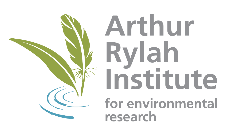 Arthur
Rylah
Institute
for environmental
research